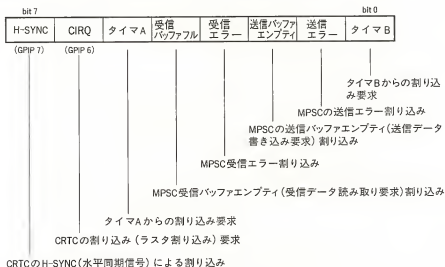 bit 7
bit 0
H-SYNC
CIRQ
タイマA
受信
バッファフル
受信
エラー
送信バッファ
エンプティ
送信
エラー
タイマB
(GPIP 7)
(GPIP 6)
タイマBからの割り込
み要求
MPSCの送信エラー割り込み
MPSCの送信バッファエンプティ(送信データ
書き込み要求)割り込み
MPSC受信エラー割り込み
MPSC受信バッファエンプティ(受信データ読み取り要求)割り込み
タイマAからの割り込み要求
CRTCの割り込み(ラスタ割り込み)要求
CRTCのH-SYNC(水平同期信号)による割り込み